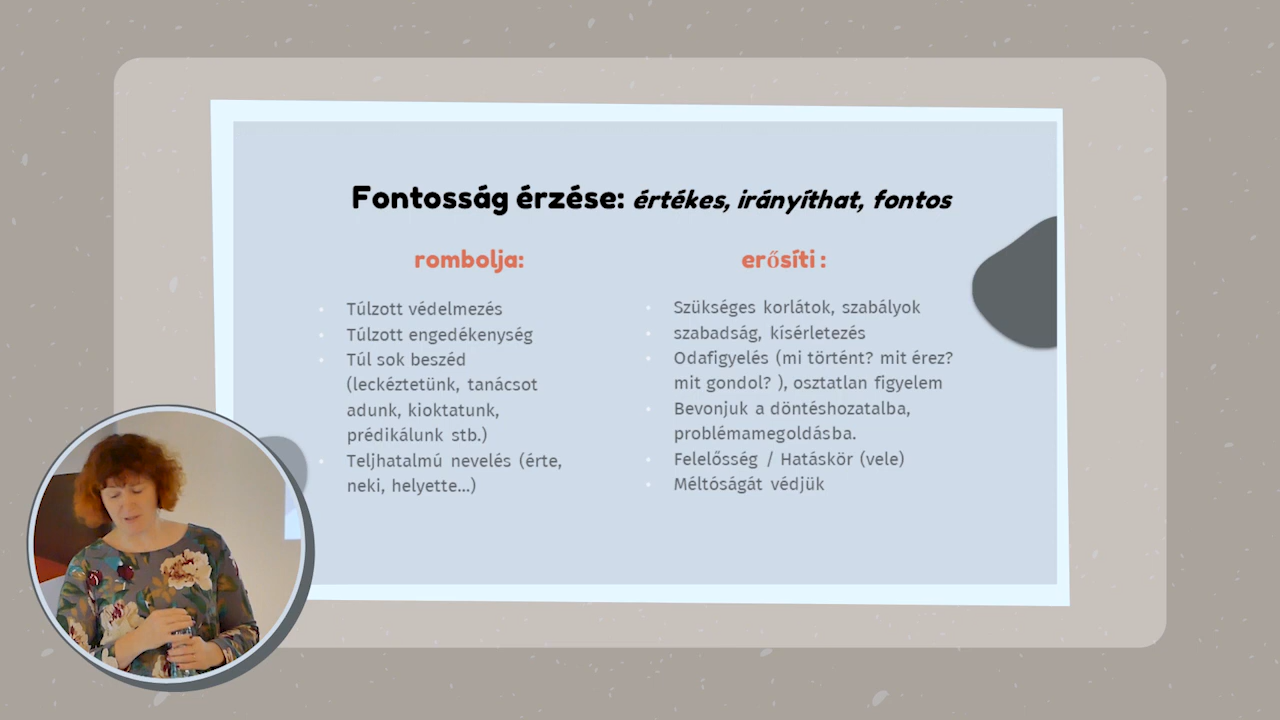 Fontosság érzése: értékes, irányíthat, fontos
rombolja:
Túlzott védelmezés
Túlzott engedékenység
Túl sok beszéd
(leckéztetünk, tanácsot
adunk, kioktatunk,
prédikálunk stb.)
Teljhatalmú nevelés (érte,
neki, helyette...)
erősíti :
Szükséges korlátok, szabályok
szabadság, kísérletezés
Odafigyelés (mi történt? mit érez?
mit gondol? ), osztatlan figyelem
Bevonjuk a döntéshozatalba,
problémamegoldásba.
Felelősség / Hatáskör (vele)
Méltóságát védjük